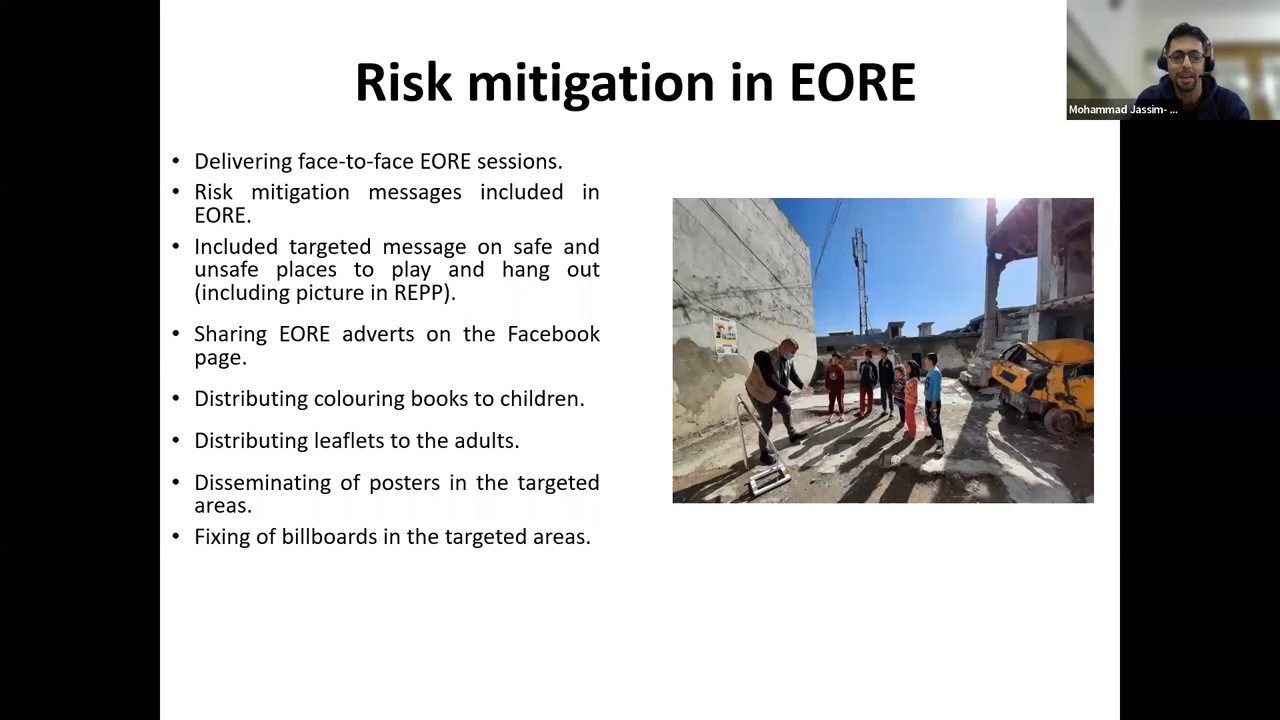 Risk mitigation in EORE
Mohammad Jassim- ...
• Delivering face-to-face EORE sessions.
• Risk mitigation messages included in
EORE.
• Included targeted message on safe and
unsafe places to play and hang out
(including picture in REPP).
• Sharing EORE adverts on the Facebook
page.
• Distributing colouring books to children.
• Distributing leaflets to the adults.
• Disseminating of posters in the targeted
areas.
• Fixing of billboards in the targeted areas.